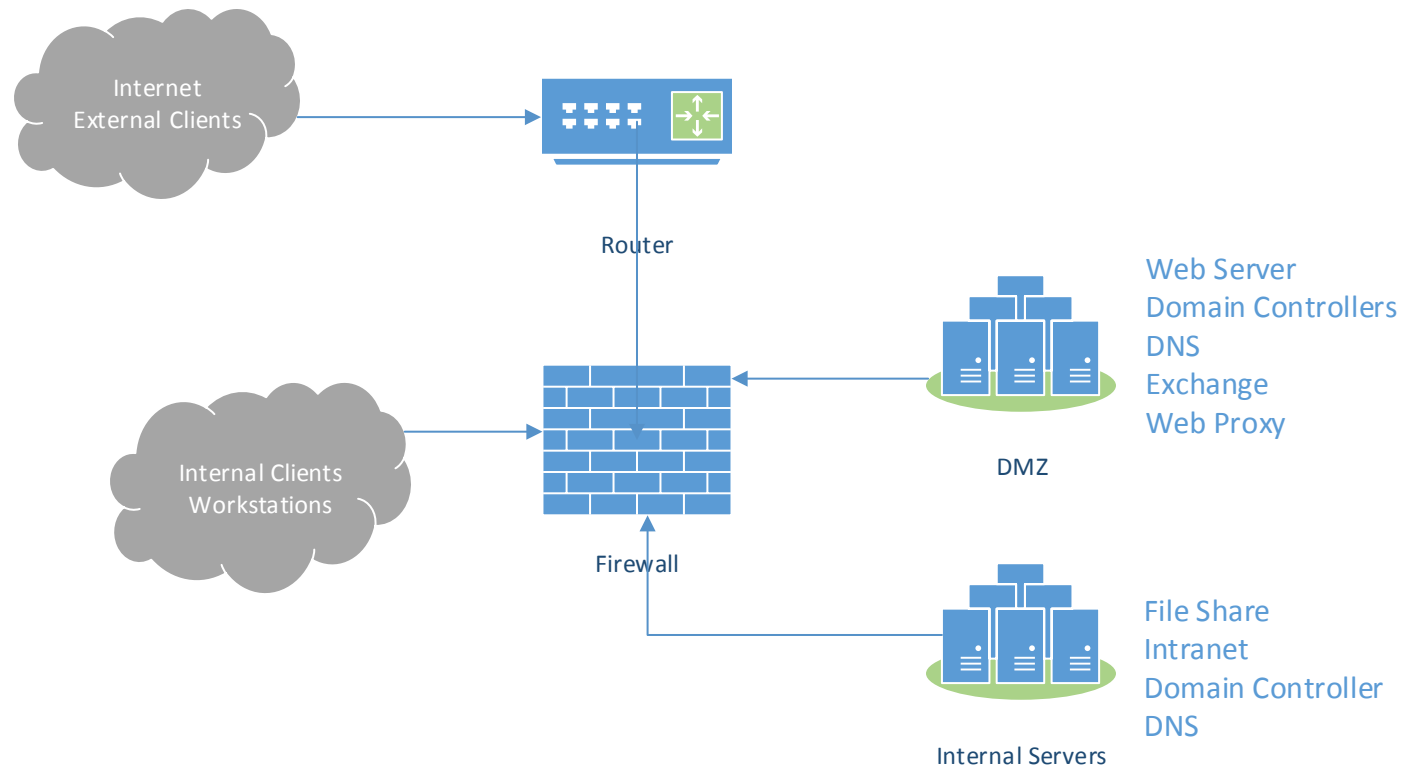 Internet
External Clients
Router
Web Server
Domain Controllers
DNS
Exchange
Web Proxy
DMZ
Internal Clients
Workstations
Firewall
File Share
Intranet
Domain Controller
DNS
Internal Servers